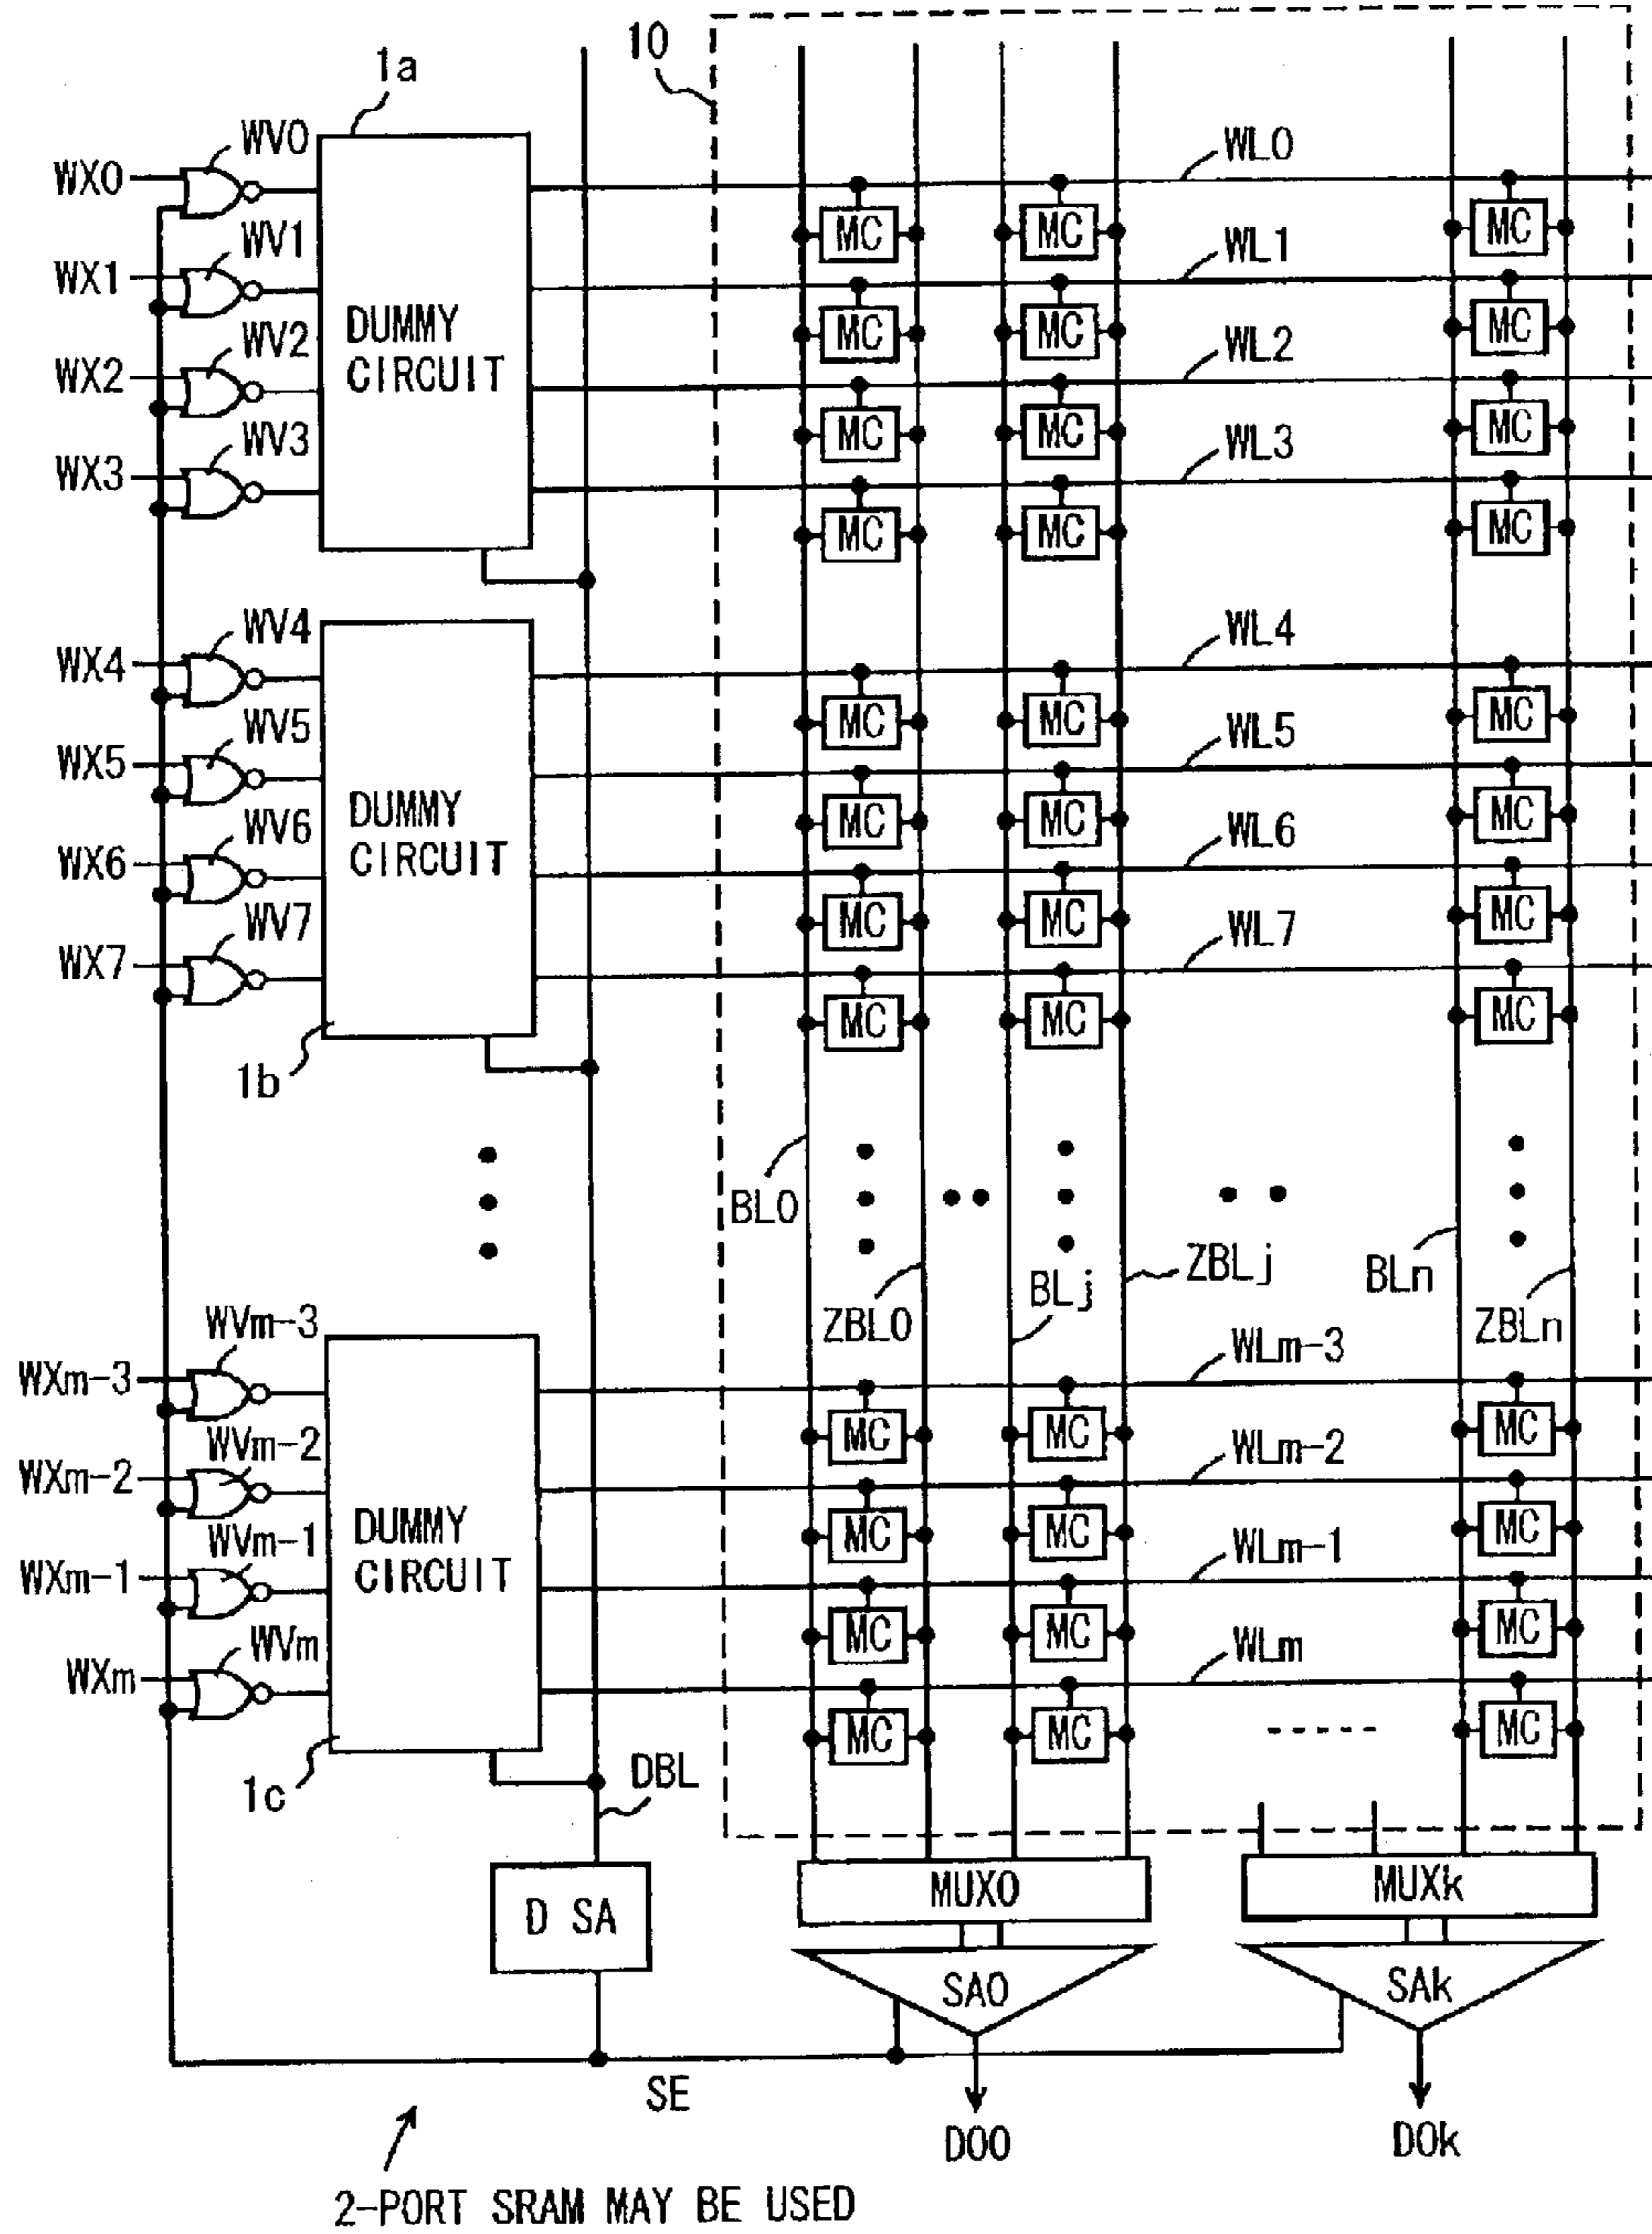 10
1a
WX0
WV0
WL0
MC MC MC
WX1
WV1
WL1
MC MC MC
DUMMY
CIRCUIT
WX2
WV2
WL2
MC MC MC
WX3
WV3
WL3
MC MC MC
WX4
WV4
WL4
MC MC MC
WX5
WV5
WL5
MC MC MC
DUMMY
CIRCUIT
WX6
WV6
WL6
MC MC MC
WX7
WV7
WL7
MC MC MC
1b
BL0
ZBL0
BLj
ZBLj
BLn
ZBLn
WXm-3
WVm-3
WLm-3
MC MC MC
WXm-2
WVm-2
WLm-2
MC MC MC
DUMMY
CIRCUIT
WXm-1
WVm-1
WLm-1
MC MC MC
WXm
WVm
WLm
MC MC MC
1c
DBL
D SA
MUX0
MUXk
SA0
SAk
SE
DO0
DOk
2-PORT SRAM MAY BE USED